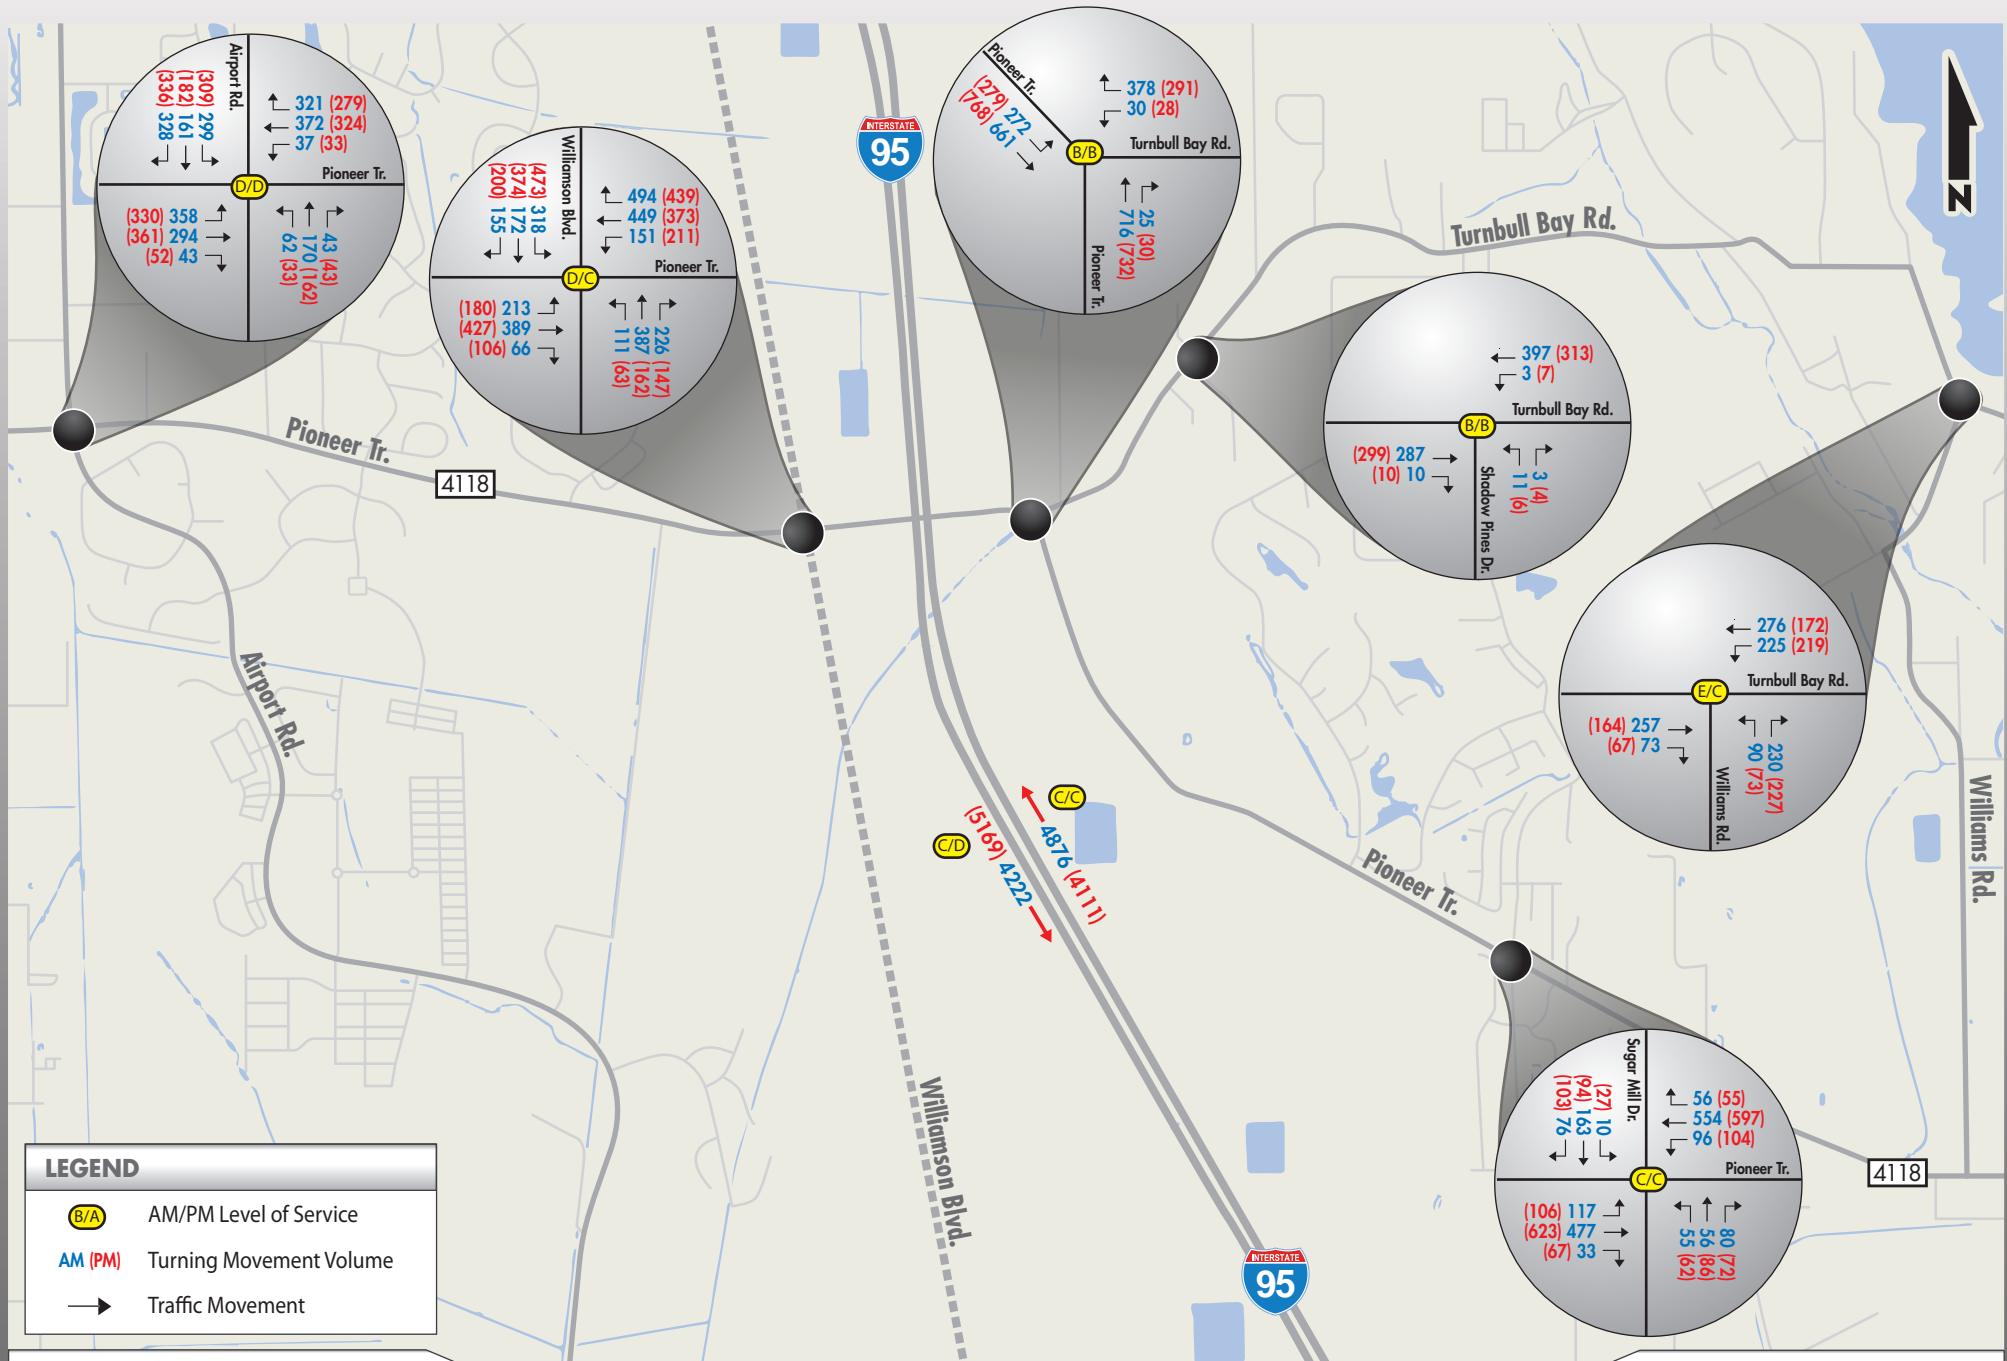 Airport Rd.
(336) 328
(182) 161
(309) 299
321 (279)
372 (324)
37 (33)
Pioneer Tr.
D/D
(330) 358
(361) 294
(52) 43
62 (33)
170 (162)
43 (43)
Williamson Blvd.
(200) 155
(374) 172
(473) 318
494 (439)
449 (373)
151 (211)
Pioneer Tr.
D/C
(180) 213
(427) 389
(106) 66
111 (63)
387 (162)
226 (147)
INTERSTATE
95
Pioneer Tr.
(279) 272
(768) 661
378 (291)
30 (28)
Turnbull Bay Rd.
B/B
716 (732)
25 (30)
Pioneer Tr.
N
Turnbull Bay Rd.
397 (313)
3 (7)
Turnbull Bay Rd.
B/B
(299) 287
(10) 10
11 (6)
3 (4)
Shadow Pines Dr.
276 (172)
225 (219)
Turnbull Bay Rd.
E/C
(164) 257
(67) 73
90 (73)
230 (227)
Williams Rd.
Pioneer Tr.
4118
Airport Rd.
C/C
C/D
4876 (4111)
(5169) 4222
Williams Rd.
Pioneer Tr.
Williamson Blvd.
Sugar Mill Dr.
(103) 76
(94) 163
(27) 10
56 (55)
554 (597)
96 (104)
Pioneer Tr.
C/C
(106) 117
(623) 477
(67) 33
55 (62)
56 (86)
80 (72)
4118
INTERSTATE
95
LEGEND
B/A AM/PM Level of Service
AM (PM) Turning Movement Volume
Traffic Movement